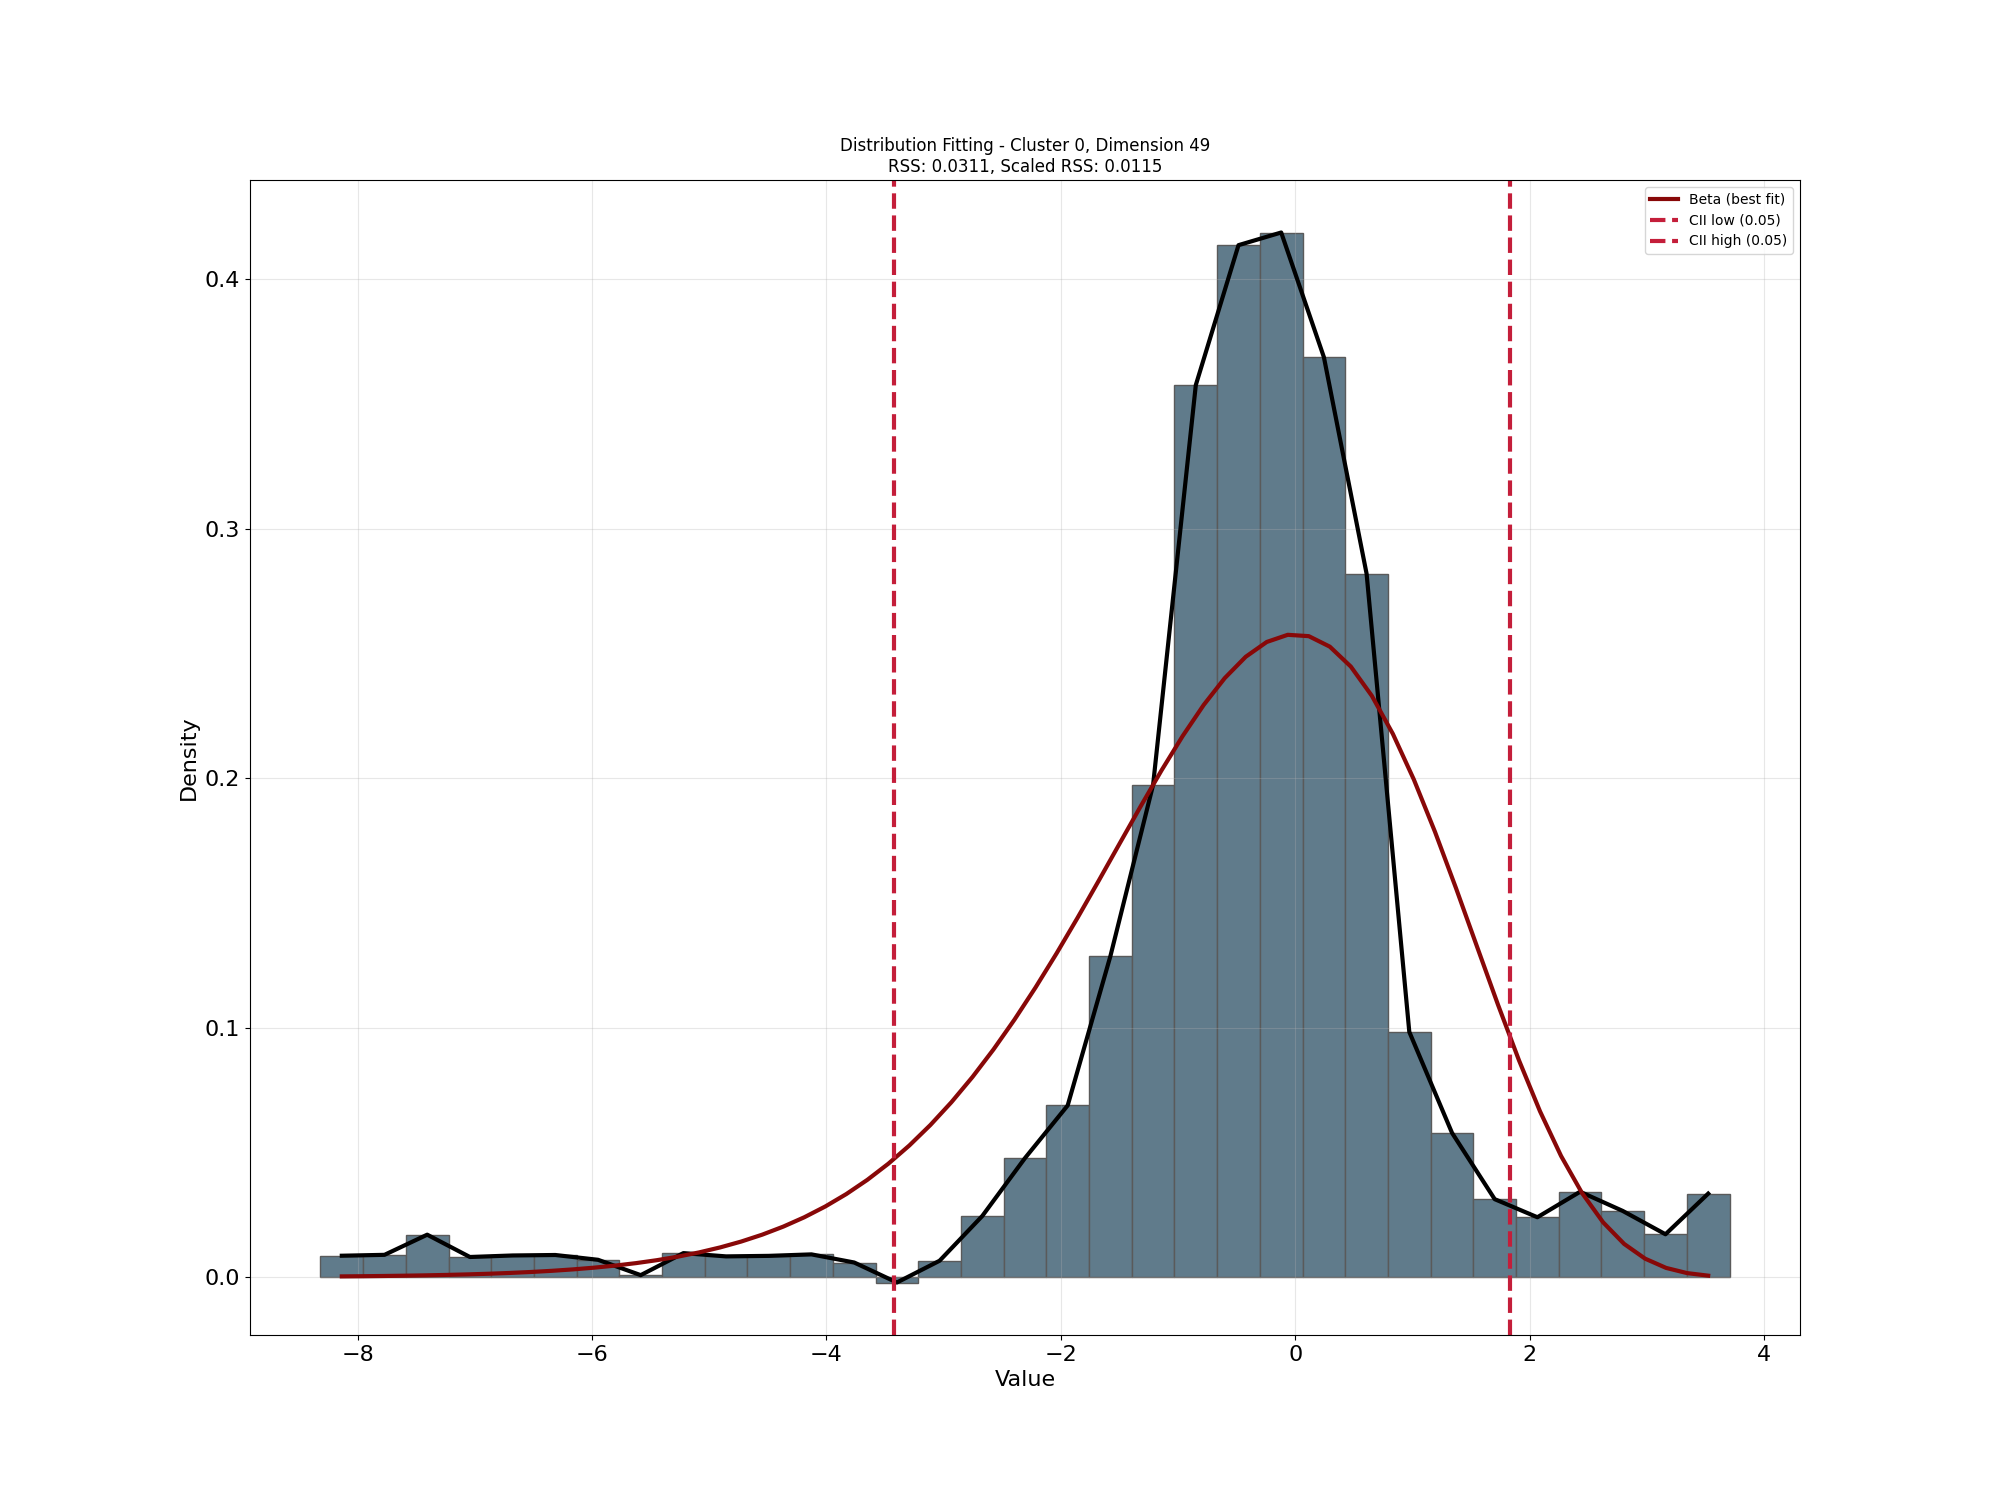 Distribution Fitting - Cluster 0, Dimension 49
RSS: 0.0311, Scaled RSS: 0.0115
Beta (best fit)
CII low (0.05)
CII high (0.05)
Density
0.4
0.3
0.2
0.1
0.0
−8 −6 −4 −2 0 2 4
Value